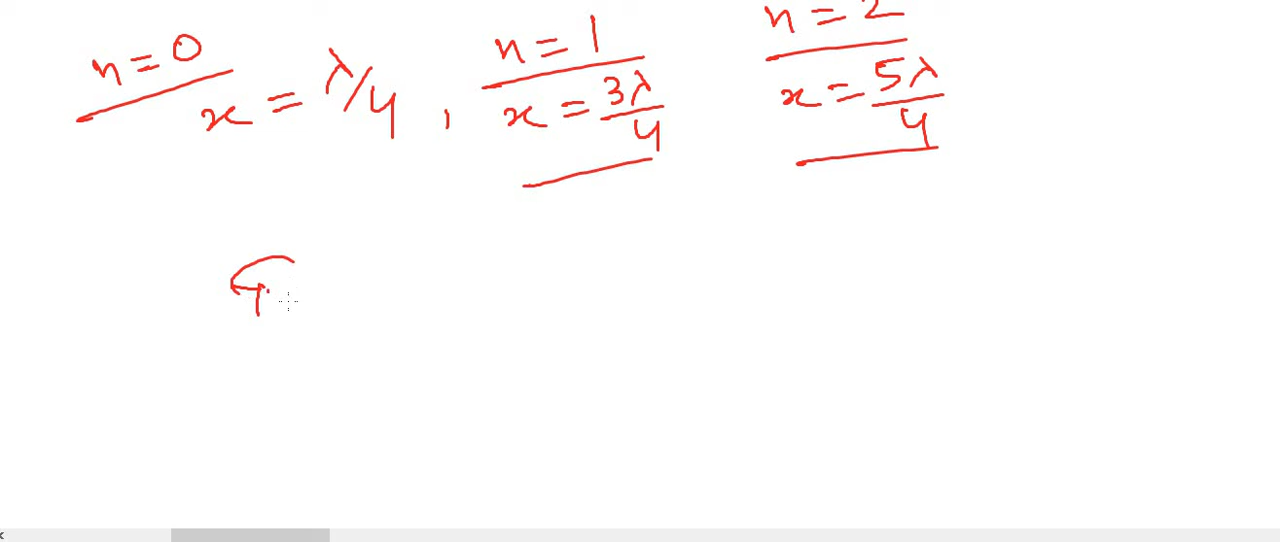 n=0 n=1 n=2
x = λ/4 , x = 3λ/4 x = 5λ/4